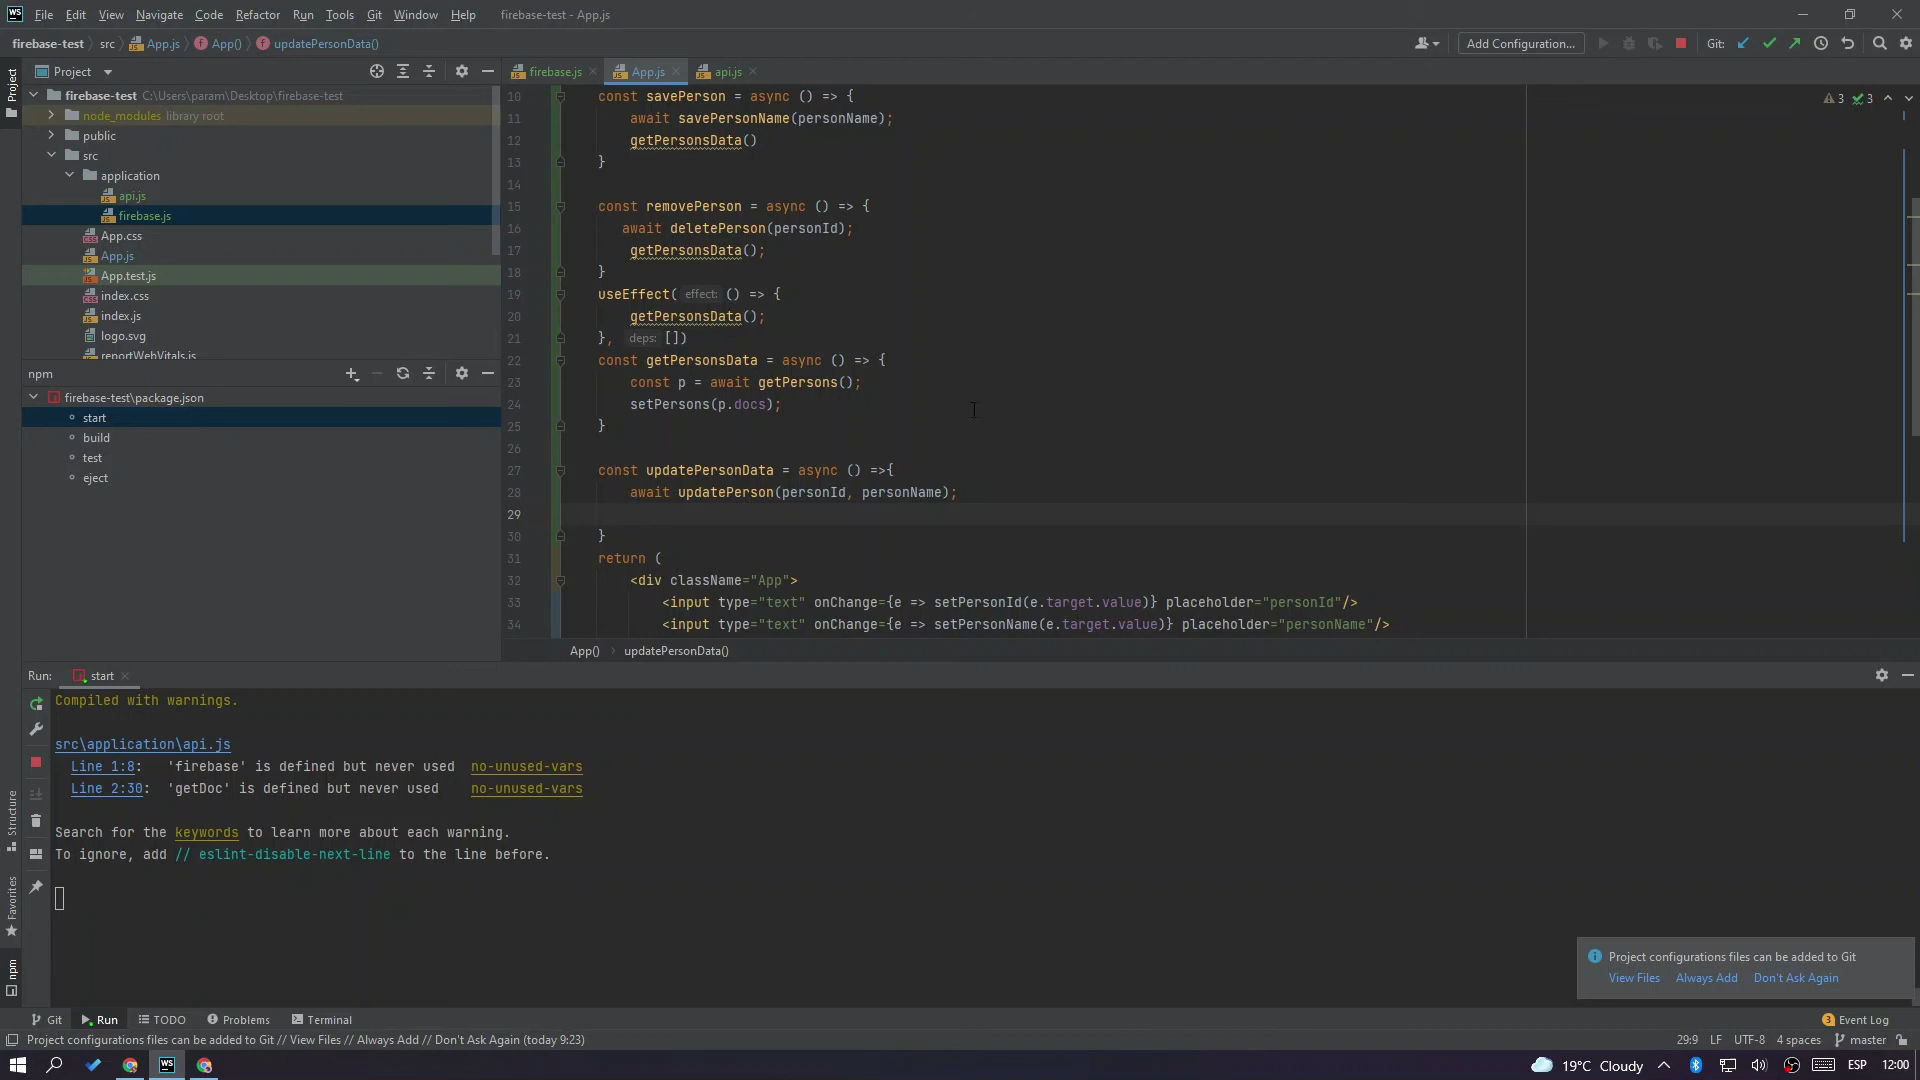 WS File Edit View Navigate Code Refactor Run Tools Git Window Help firebase-test - App.js
firebase-test src App.js App() updatePersonData() Add Configuration... Git:
Project firebase.js App.js api.js
Project
firebase-test C:\Users\param\Desktop\firebase-test
node_modules library root
public
src
application
api.js
firebase.js
App.css
App.js
App.test.js
index.css
index.js
logo.svg
reportWebVitals.js
npm
firebase-test\package.json
start
build
test
eject
3 3
10 const savePerson = async () => {
11 await savePersonName(personName);
12 getPersonsData()
13 }
14
15 const removePerson = async () => {
16 await deletePerson(personId);
17 getPersonsData();
18 }
19 useEffect( effect: () => {
20 getPersonsData();
21 }, deps: [])
22 const getPersonsData = async () => {
23 const p = await getPersons();
24 setPersons(p.docs);
25 }
26
27 const updatePersonData = async () =>{
28 await updatePerson(personId, personName);
29
30 }
31 return (
32 <div className="App">
33 <input type="text" onChange={e => setPersonId(e.target.value)} placeholder="personId"/>
34 <input type="text" onChange={e => setPersonName(e.target.value)} placeholder="personName"/>
App() updatePersonData()
Run: start
Compiled with warnings.
src\application\api.js
Line 1:8: 'firebase' is defined but never used no-unused-vars
Line 2:30: 'getDoc' is defined but never used no-unused-vars
Search for the keywords to learn more about each warning.
To ignore, add // eslint-disable-next-line to the line before.
Structure
Favorites
npm
Project configurations files can be added to Git
View Files Always Add Don't Ask Again
Git Run TODO Problems Terminal 3 Event Log
Project configurations files can be added to Git // View Files // Always Add // Don't Ask Again (today 9:23) 29:9 LF UTF-8 4 spaces master
WS 19°C Cloudy ESP 12:00